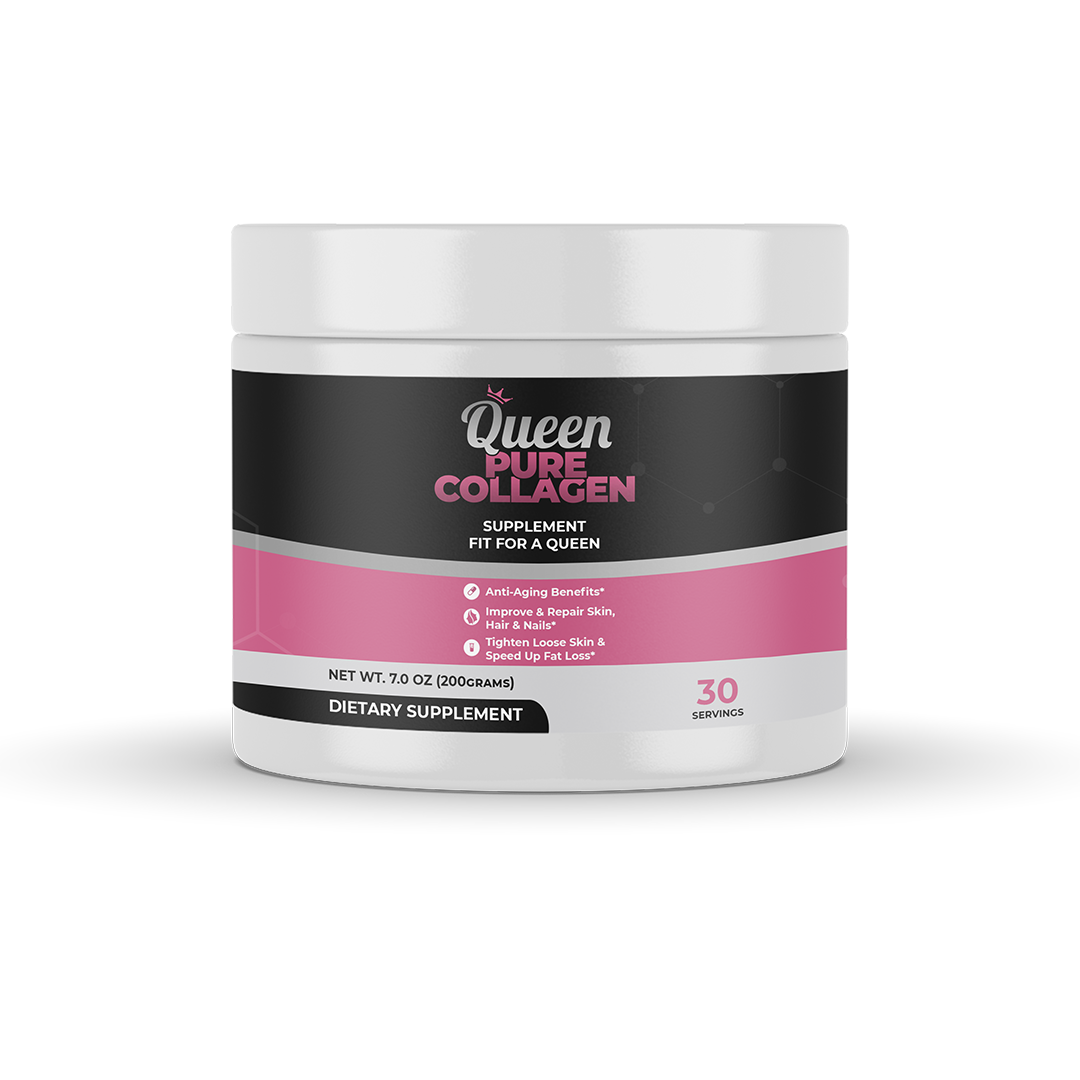 Queen
PURE
COLLAGEN
SUPPLEMENT
FIT FOR A QUEEN
Anti-Aging Benefits*
Improve & Repair Skin,
Hair & Nails*
Tighten Loose Skin &
Speed Up Fat Loss*
NET WT. 7.0 OZ (200GRAMS)
DIETARY SUPPLEMENT
30
SERVINGS